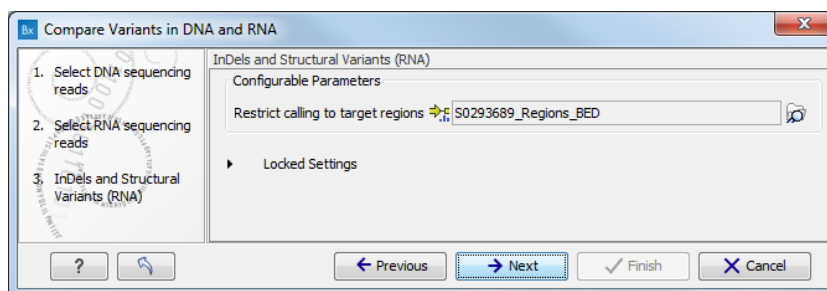 Bx Compare Variants in DNA and RNA
x
1. Select DNA sequencing
reads
2. Select RNA sequencing
reads
3. InDels and Structural
Variants (RNA)
InDels and Structural Variants (RNA)
Configurable Parameters
Restrict calling to target regions S0293689_Regions_BED
Locked Settings
?
Previous
Next
Finish
Cancel